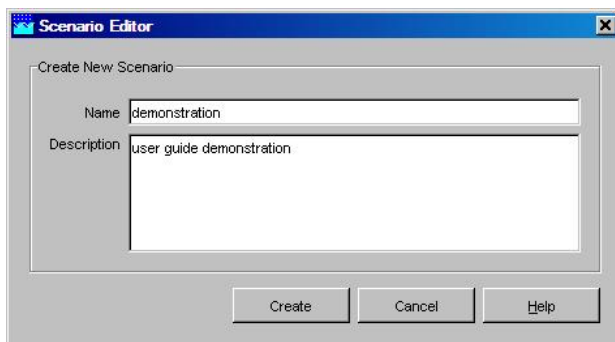 Scenario Editor
Create New Scenario
Name demonstration
Description user guide demonstration
Create Cancel Help